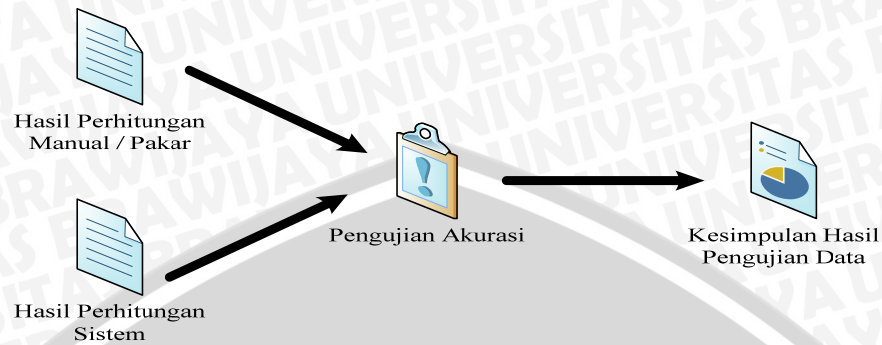 Hasil Perhitungan
Manual / Pakar
Pengujian Akurasi
Kesimpulan Hasil
Pengujian Data
Hasil Perhitungan
Sistem